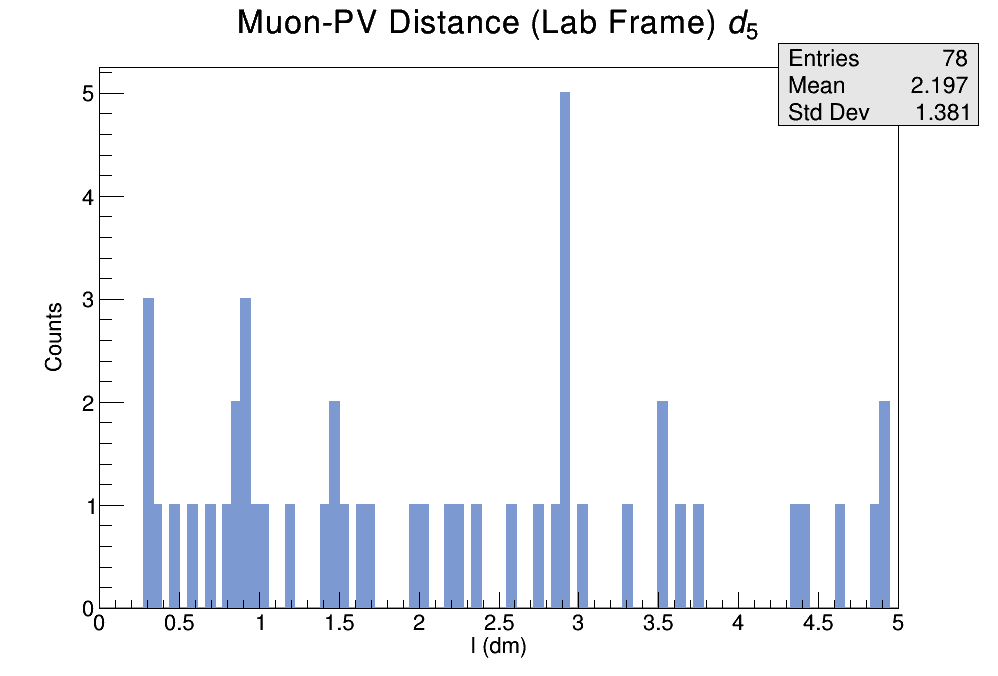 Muon-PV Distance (Lab Frame) d5
Entries 78
Mean 2.197
Std Dev 1.381
5
4
3
2
1
0
Counts
0 0.5 1 1.5 2 2.5 3 3.5 4 4.5 5
l (dm)